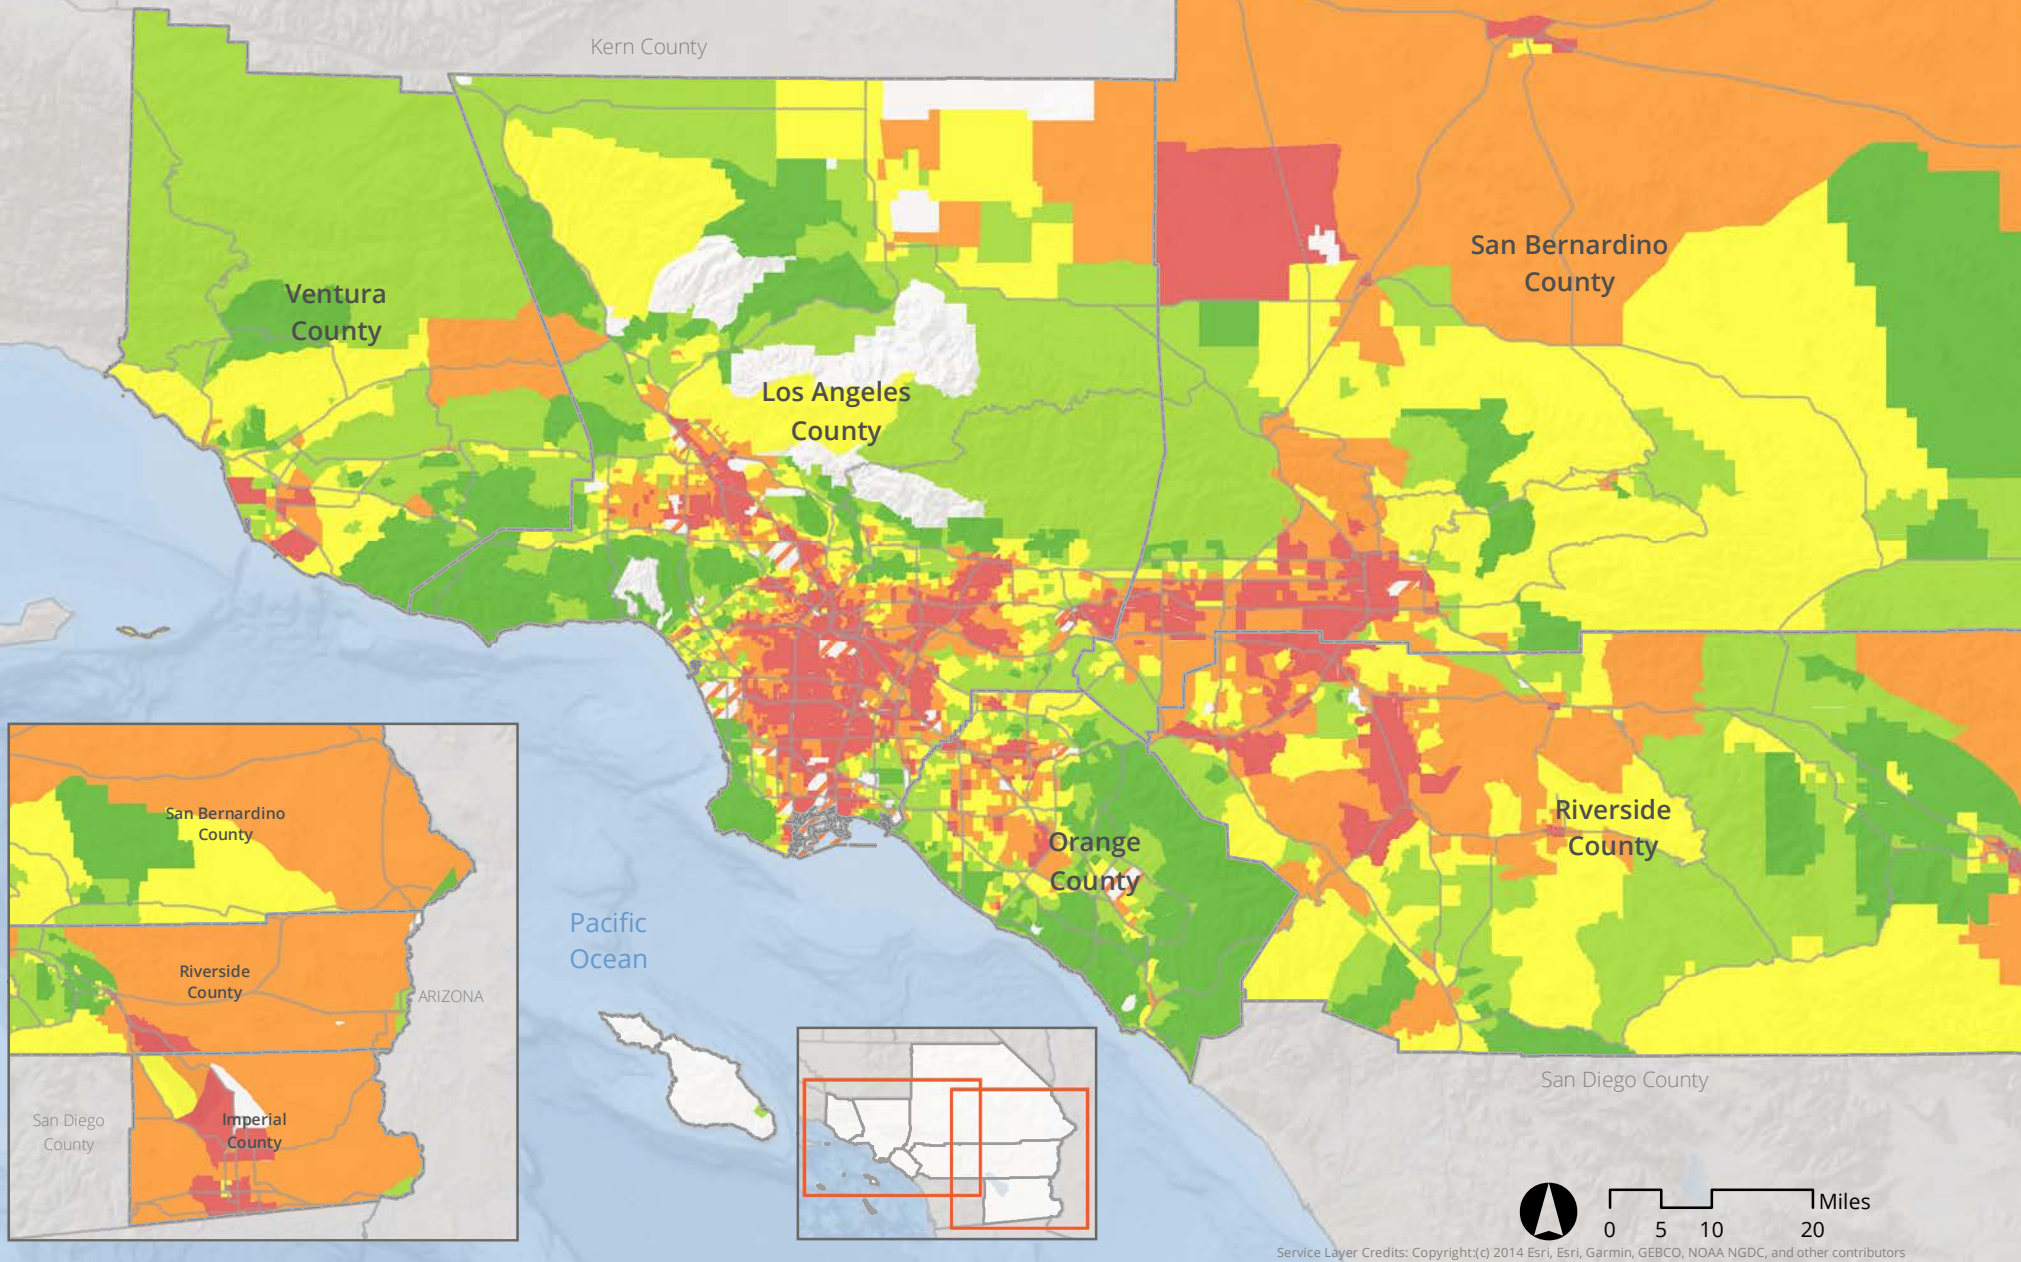 Kern County
San Bernardino
County
Ventura
County
Los Angeles
County
San Bernardino
County
Riverside
County
Orange
County
Pacific
Ocean
Riverside
County
ARIZONA
San Diego County
San Diego
County
Imperial
County
Miles
0 5 10 20
Service Layer Credits: Copyright:(c) 2014 Esri, Esri, Garmin, GEBCO, NOAA NGDC, and other contributors